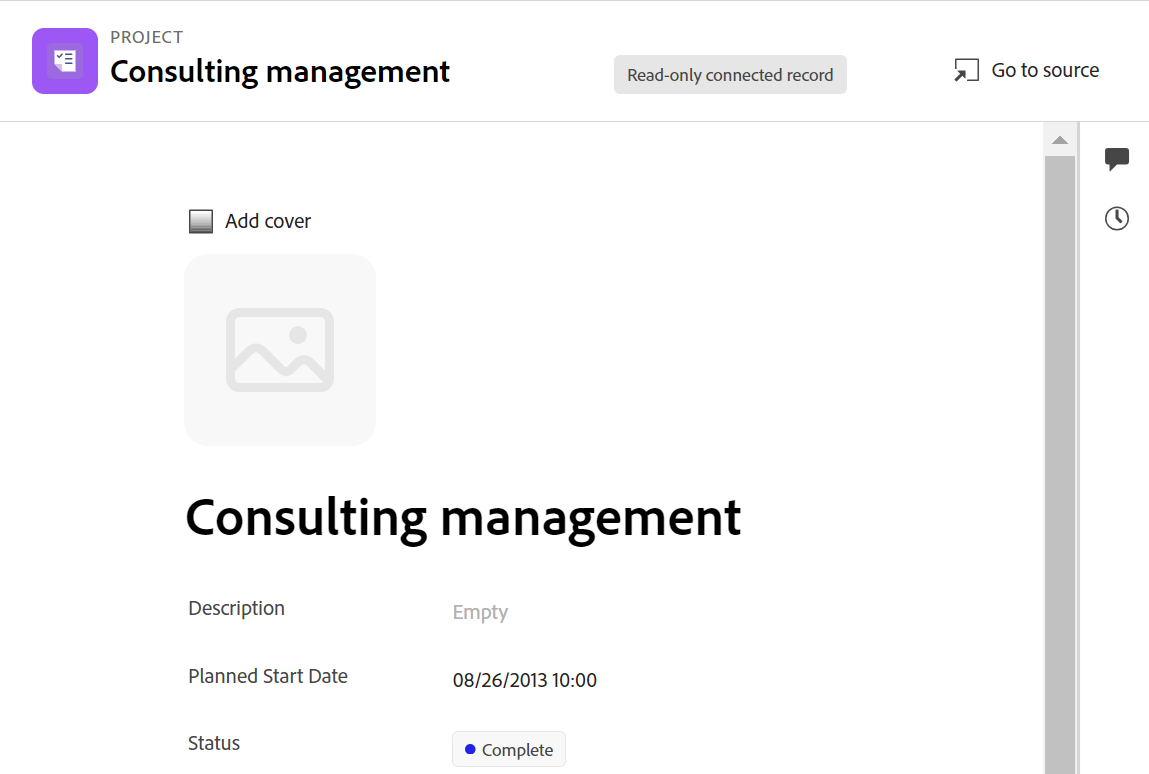 PROJECT
Consulting management
Read-only connected record
Go to source
Add cover
Consulting management
Description
Empty
Planned Start Date
08/26/2013 10:00
Status
Complete